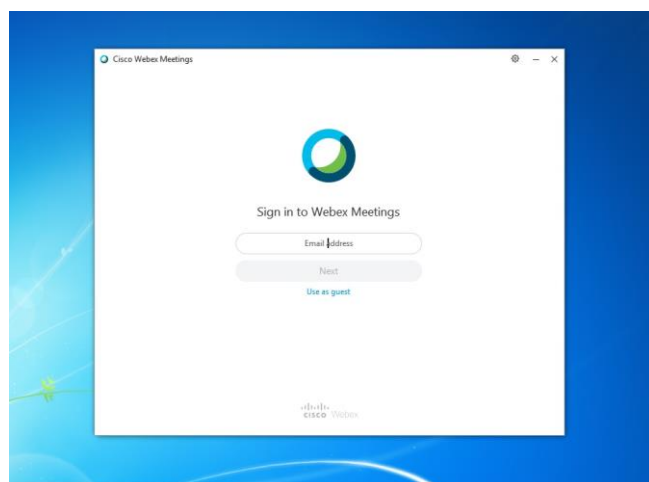 Cisco Webex Meetings
Sign in to Webex Meetings
Email Address
Next
Use as guest
cisco Webex